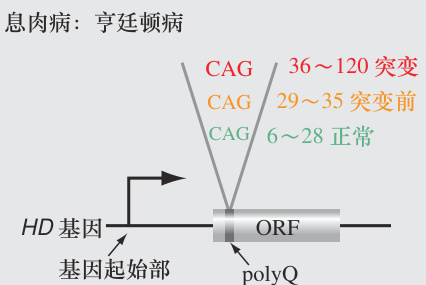 息肉病：亨廷顿病
CAG 36～120 突变
CAG 29～35 突变前
CAG 6～28 正常
HD 基因
ORF
基因起始部
polyQ